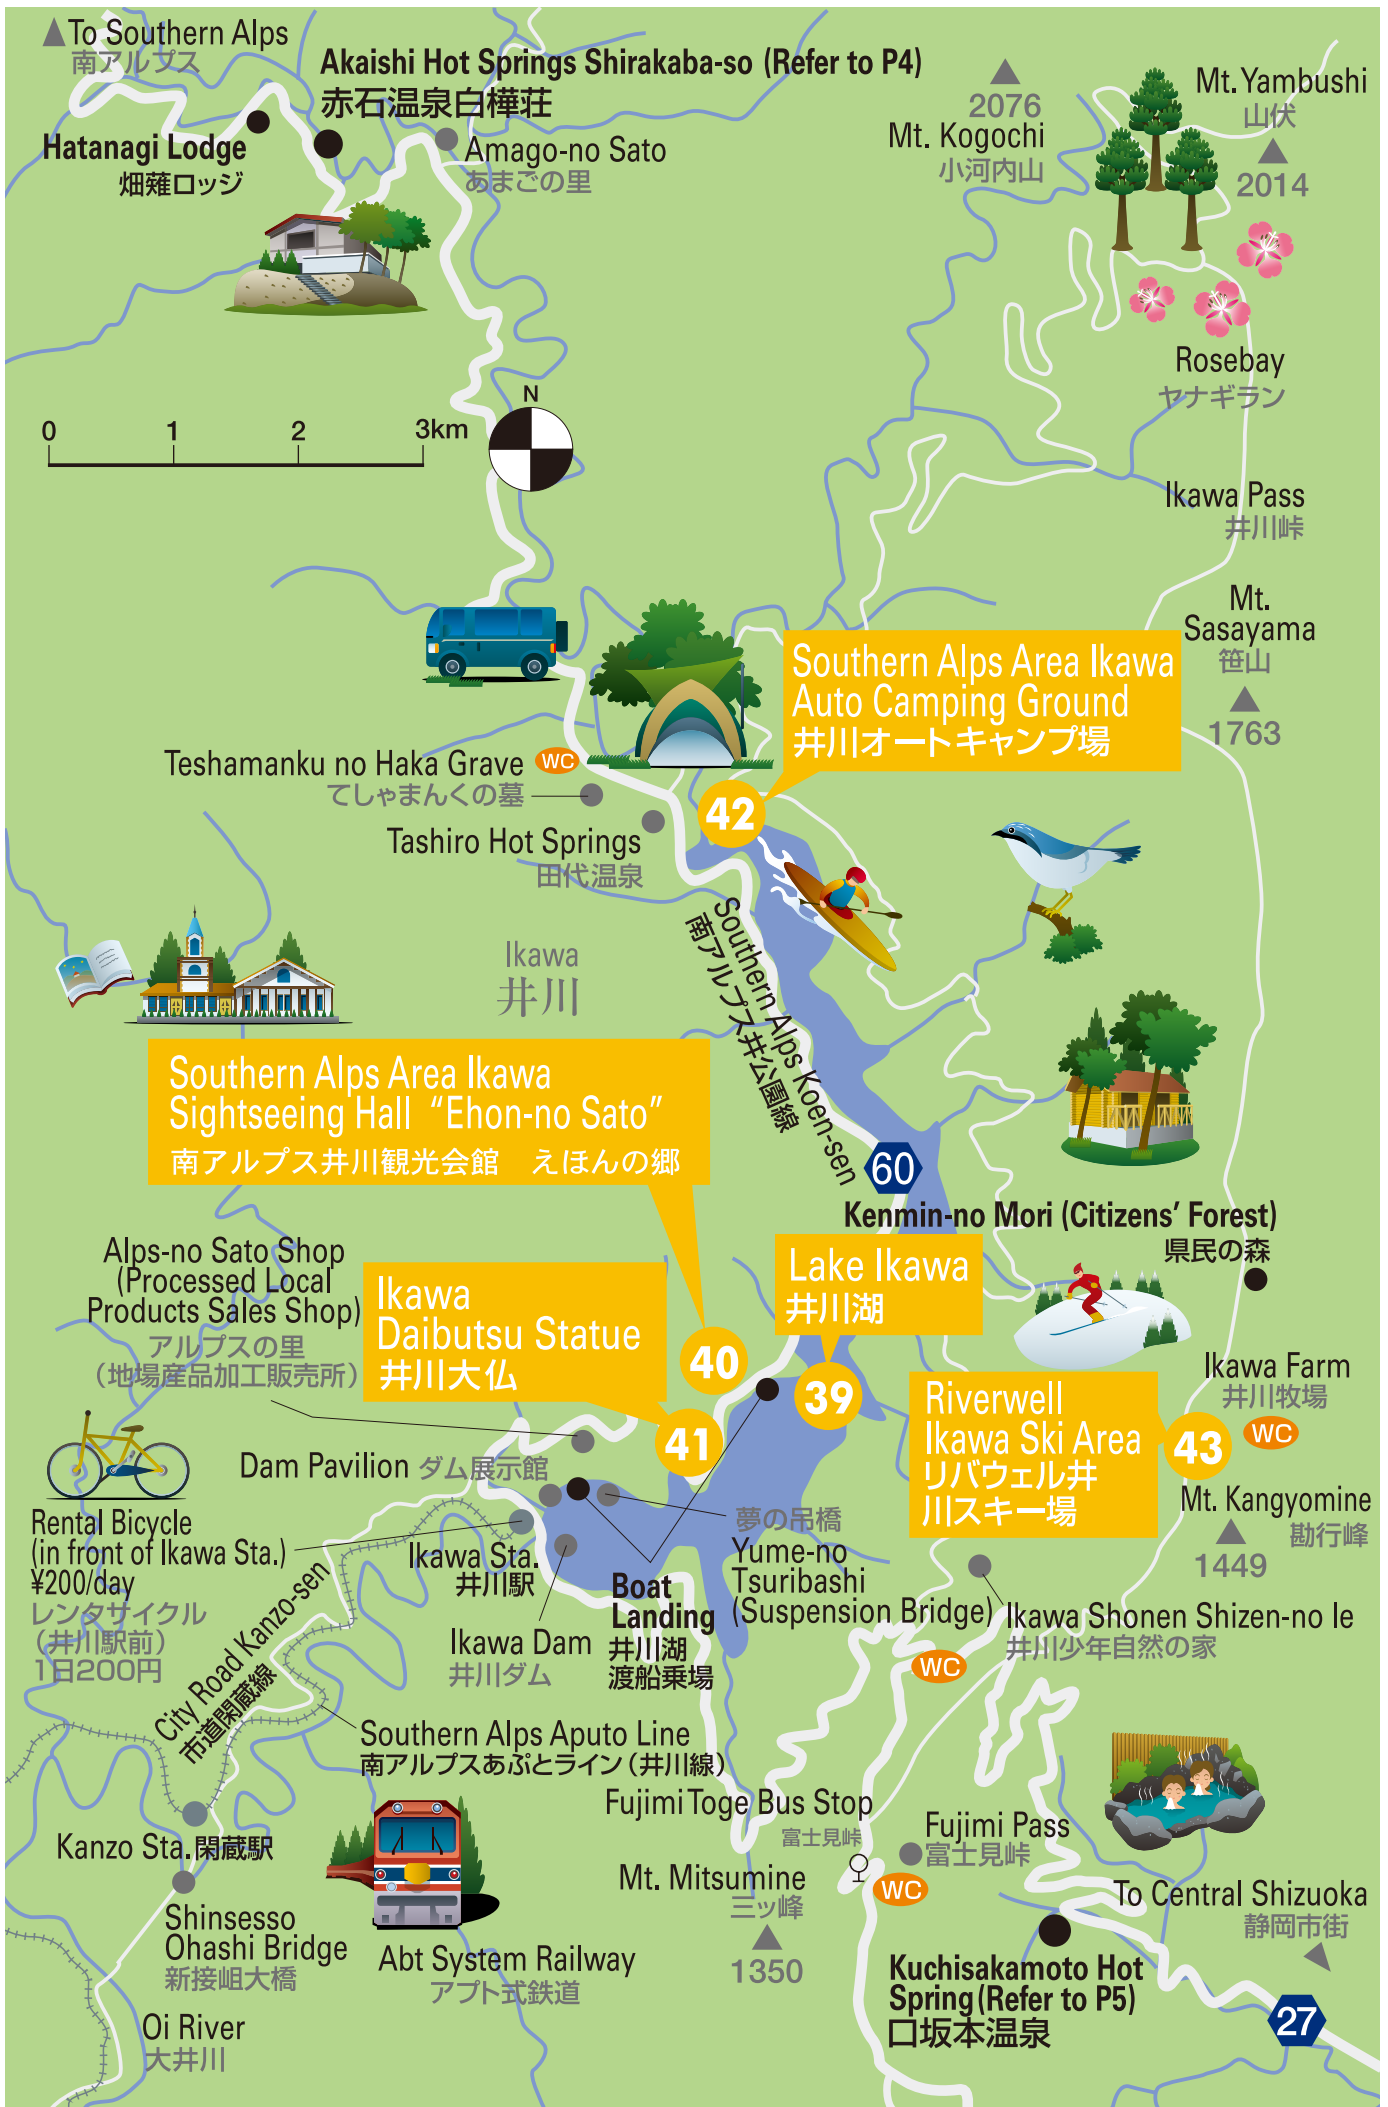 To Southern Alps
南アルプス
Akaishi Hot Springs Shirakaba-so (Refer to P4)
赤石温泉白樺荘
Hatanagi Lodge
畑薙ロッジ
Amago-no Sato
あまごの里
2076
Mt. Kogochi
小河内山
Mt. Yambushi
山伏
2014
Rosebay
ヤナギラン
N
0 1 2 3km
Ikawa Pass
井川峠
Mt.
Sasayama
笹山
1763
Southern Alps Area Ikawa
Auto Camping Ground
井川オートキャンプ場
42
Teshamanku no Haka Grave
てしゃまんくの墓
WC
Tashiro Hot Springs
田代温泉
Ikawa
井川
Southern Alps Koen-sen
南アルプス井公園線
60
Southern Alps Area Ikawa
Sightseeing Hall “Ehon-no Sato”
南アルプス井川観光会館 えほんの郷
40
Kenmin-no Mori (Citizens’ Forest)
県民の森
Alps-no Sato Shop
(Processed Local
Products Sales Shop)
アルプスの里
(地場産品加工販売所)
Ikawa
Daibutsu Statue
井川大仏
41
Lake Ikawa
井川湖
39
Riverwell
Ikawa Ski Area
リバウェル井
川スキー場
43
Ikawa Farm
井川牧場
WC
Mt. Kangyomine
勘行峰
1449
Dam Pavilion ダム展示館
Rental Bicycle
(in front of Ikawa Sta.)
¥200/day
レンタサイクル
(井川駅前)
1日200円
Ikawa Sta.
井川駅
Ikawa Dam
井川ダム
Boat
Landing
井川湖
渡船乗場
夢の吊橋
Yume-no
Tsuribashi
(Suspension Bridge)
Ikawa Shonen Shizen-no Ie
井川少年自然の家
WC
City Road Kanzo-sen
市道閑蔵線
Southern Alps Aputo Line
南アルプスあぷとライン(井川線)
Fujimi Toge Bus Stop
富士見峠
Fujimi Pass
富士見峠
WC
Kanzo Sta. 閑蔵駅
Mt. Mitsumine
三ッ峰
1350
Shinsesso
Ohashi Bridge
新接岨大橋
Abt System Railway
アプト式鉄道
To Central Shizuoka
静岡市街
Kuchisakamoto Hot
Spring (Refer to P5)
口坂本温泉
27
Oi River
大井川